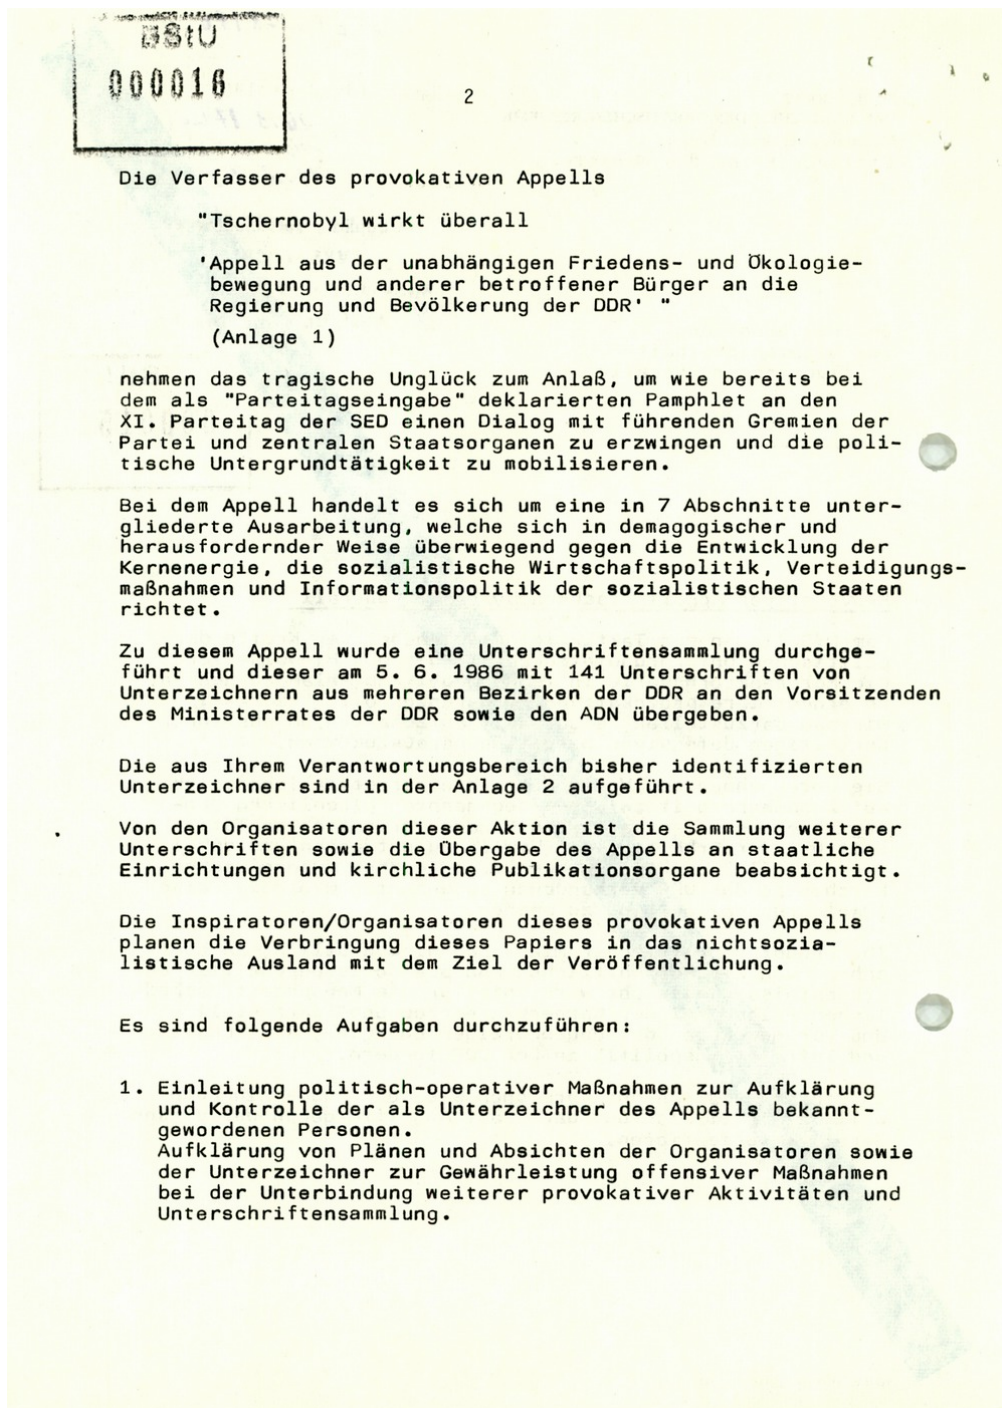 BStU
000016
2
Die Verfasser des provokativen Appells
"Tschernobyl wirkt überall
'Appell aus der unabhängigen Friedens- und Ökologie-
bewegung und anderer betroffener Bürger an die
Regierung und Bevölkerung der DDR' "
(Anlage 1)
nehmen das tragische Unglück zum Anlaß, um wie bereits bei
dem als "Parteitagseingabe" deklarierten Pamphlet an den
XI. Parteitag der SED einen Dialog mit führenden Gremien der
Partei und zentralen Staatsorganen zu erzwingen und die poli-
tische Untergrundtätigkeit zu mobilisieren.
Bei dem Appell handelt es sich um eine in 7 Abschnitte unter-
gliederte Ausarbeitung, welche sich in demagogischer und
herausfordernder Weise überwiegend gegen die Entwicklung der
Kernenergie, die sozialistische Wirtschaftspolitik, Verteidigungs-
maßnahmen und Informationspolitik der sozialistischen Staaten
richtet.
Zu diesem Appell wurde eine Unterschriftensammlung durchge-
führt und dieser am 5. 6. 1986 mit 141 Unterschriften von
Unterzeichnern aus mehreren Bezirken der DDR an den Vorsitzenden
des Ministerrates der DDR sowie den ADN übergeben.
Die aus Ihrem Verantwortungsbereich bisher identifizierten
Unterzeichner sind in der Anlage 2 aufgeführt.
Von den Organisatoren dieser Aktion ist die Sammlung weiterer
Unterschriften sowie die Übergabe des Appells an staatliche
Einrichtungen und kirchliche Publikationsorgane beabsichtigt.
Die Inspiratoren/Organisatoren dieses provokativen Appells
planen die Verbringung dieses Papiers in das nichtsozia-
listische Ausland mit dem Ziel der Veröffentlichung.
Es sind folgende Aufgaben durchzuführen:
1. Einleitung politisch-operativer Maßnahmen zur Aufklärung
und Kontrolle der als Unterzeichner des Appells bekannt-
gewordenen Personen.
Aufklärung von Plänen und Absichten der Organisatoren sowie
der Unterzeichner zur Gewährleistung offensiver Maßnahmen
bei der Unterbindung weiterer provokativer Aktivitäten und
Unterschriftensammlung.